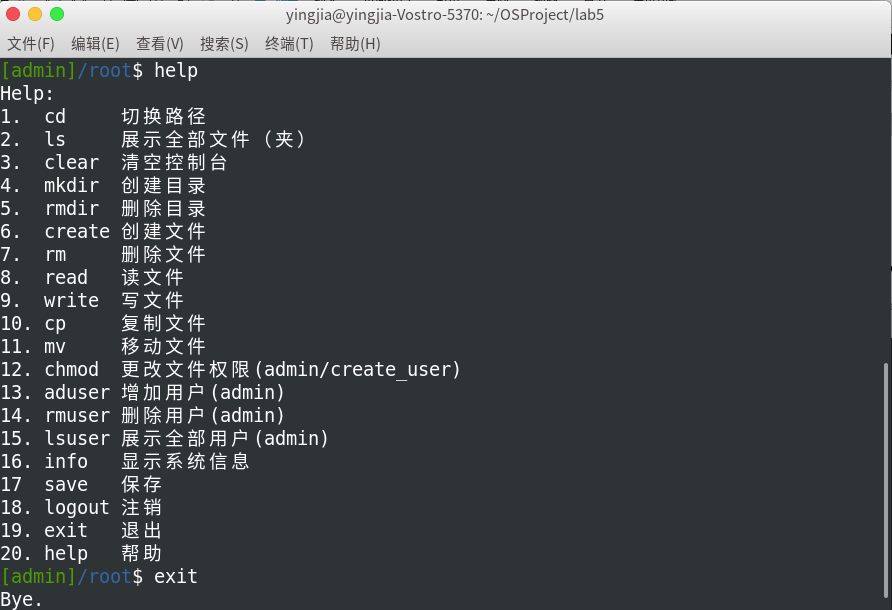 yingjia@yingjia-Vostro-5370: ~/OSProject/lab5
文件(F) 编辑(E) 查看(V) 搜索(S) 终端(T) 帮助(H)
[admin]/root$ help
Help:
1.  cd     切换路径
2.  ls     展示全部文件（夹）
3.  clear  清空控制台
4.  mkdir  创建目录
5.  rmdir  删除目录
6.  create 创建文件
7.  rm     删除文件
8.  read   读文件
9.  write  写文件
10. cp     复制文件
11. mv     移动文件
12. chmod  更改文件权限(admin/create_user)
13. aduser 增加用户(admin)
14. rmuser 删除用户(admin)
15. lsuser 展示全部用户(admin)
16. info   显示系统信息
17  save   保存
18. logout 注销
19. exit   退出
20. help   帮助
[admin]/root$ exit
Bye.